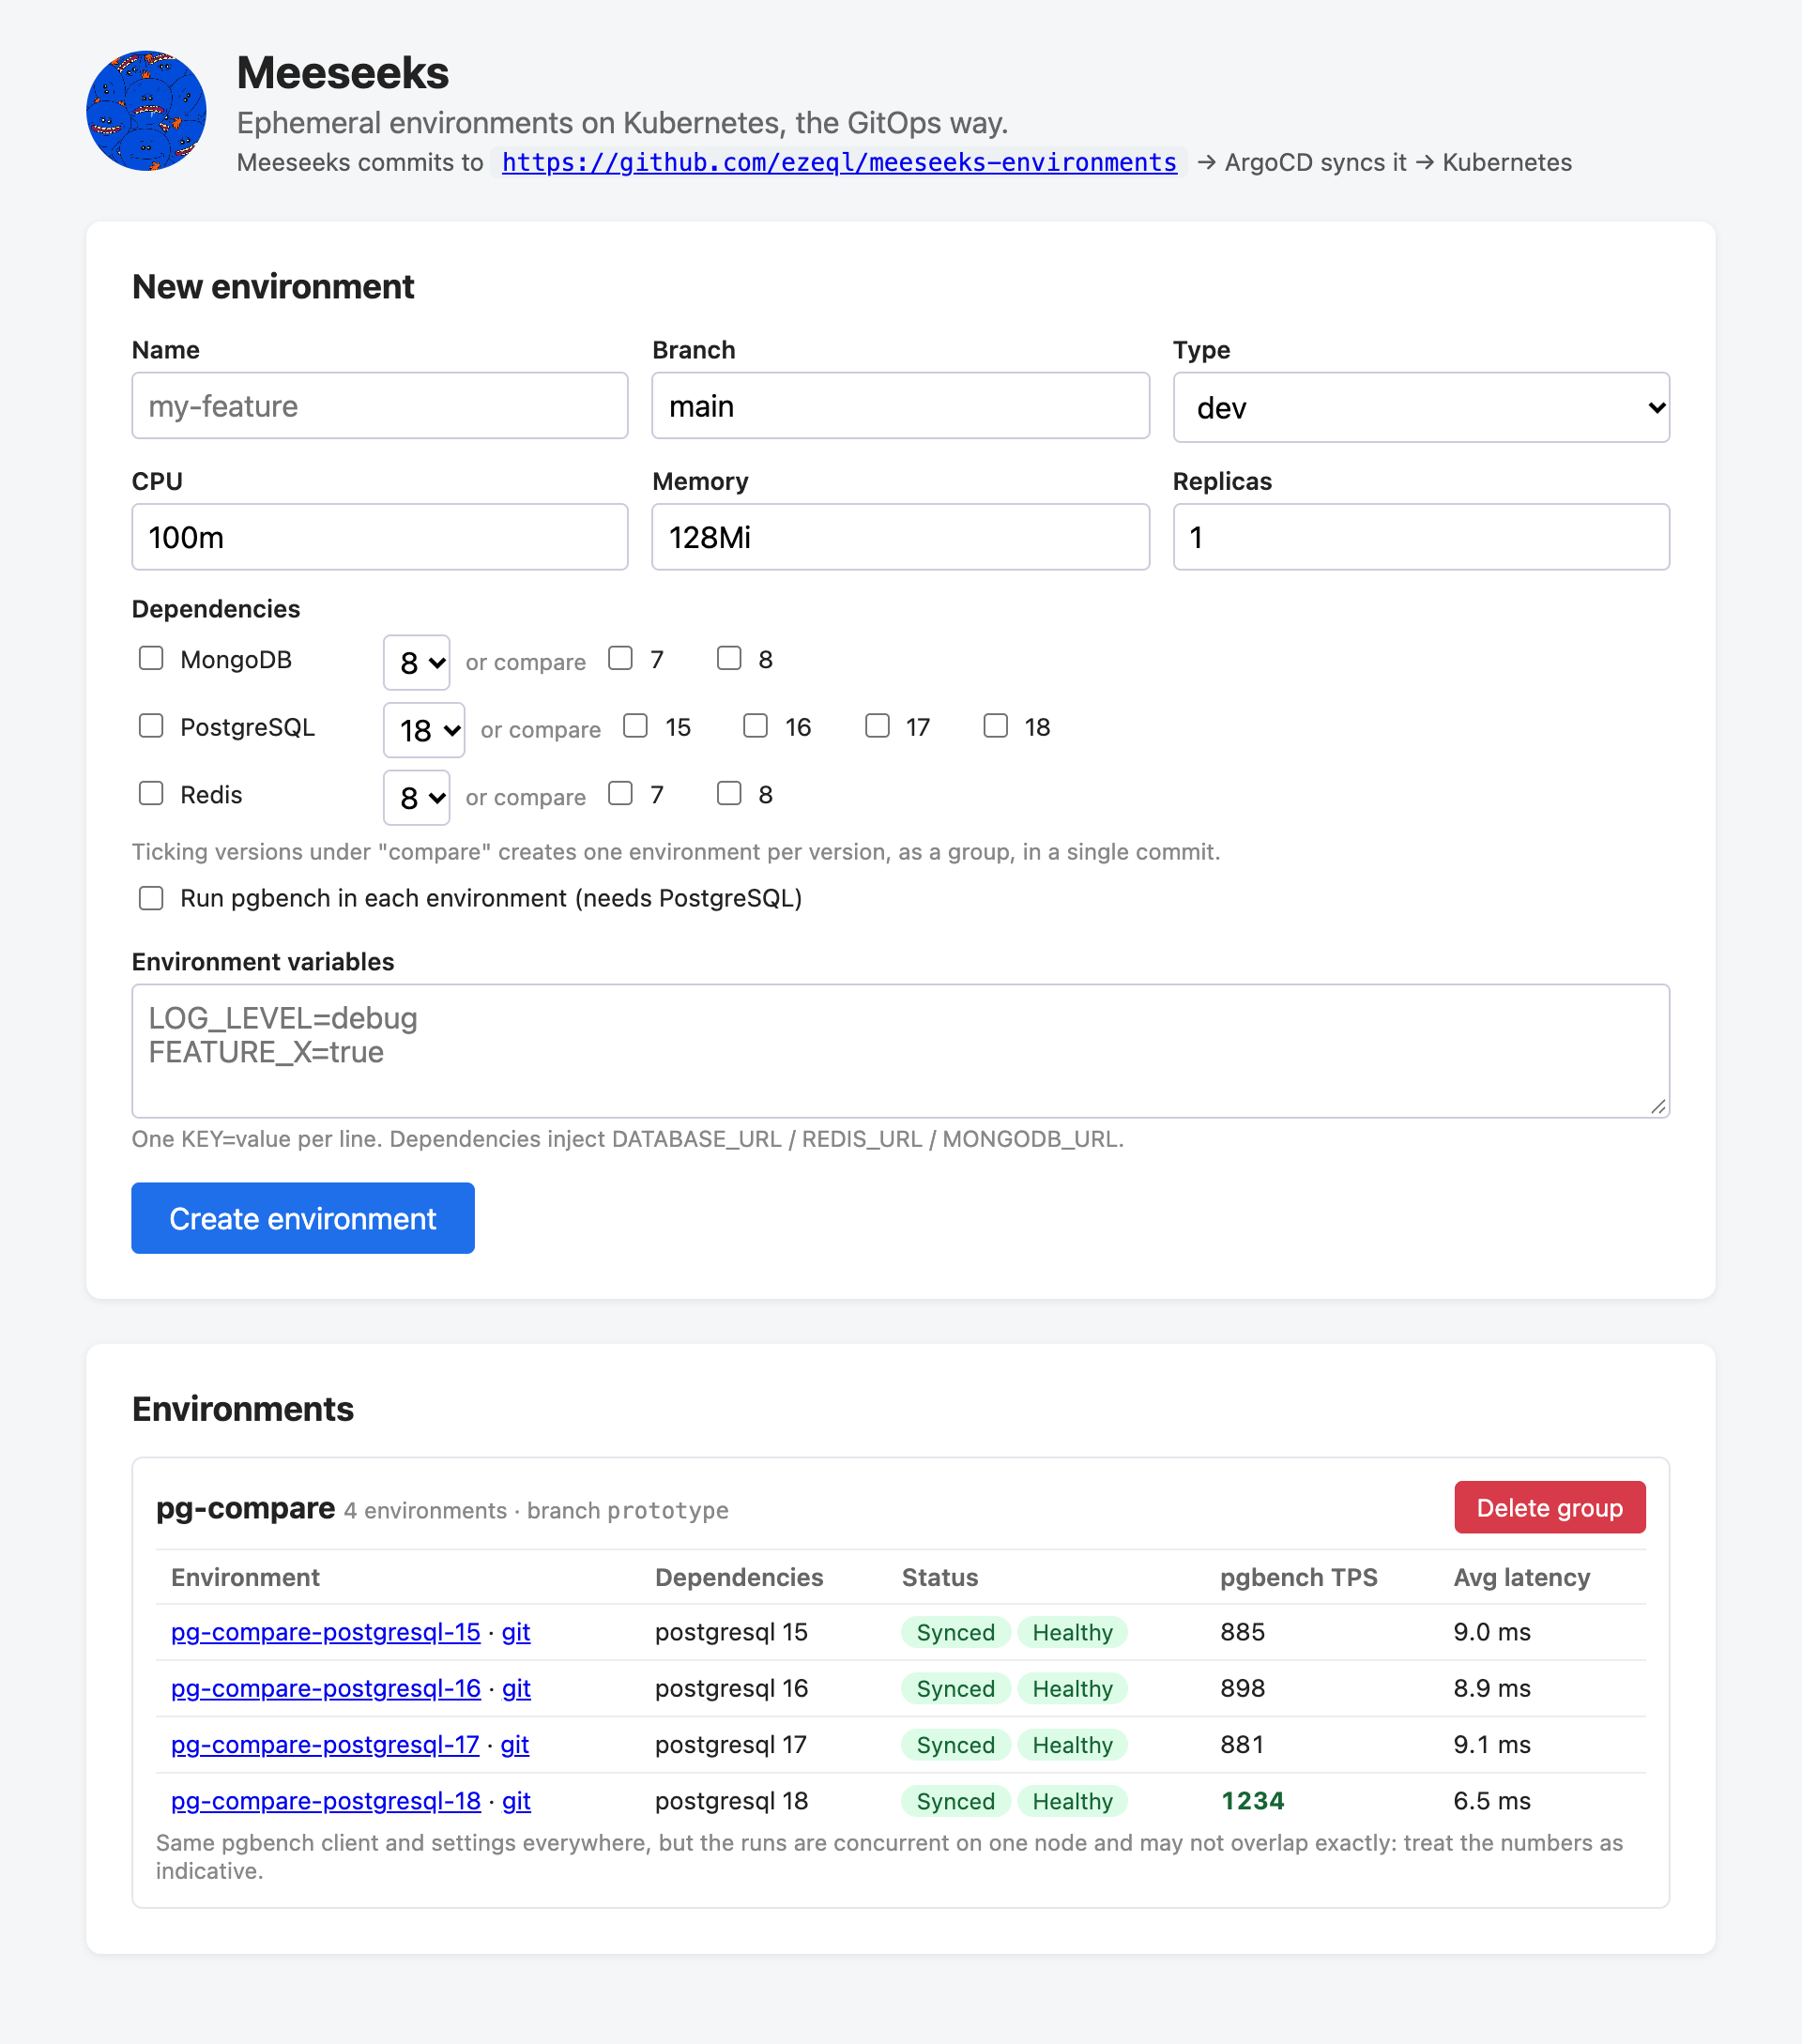 Meeseeks
Ephemeral environments on Kubernetes, the GitOps way.
Meeseeks commits to https://github.com/ezeql/meeseeks-environments → ArgoCD syncs it → Kubernetes
New environment
Name Branch Type
my-feature main dev
CPU Memory Replicas
100m 128Mi 1
Dependencies
MongoDB 8 or compare 7 8
PostgreSQL 18 or compare 15 16 17 18
Redis 8 or compare 7 8
Ticking versions under "compare" creates one environment per version, as a group, in a single commit.
Run pgbench in each environment (needs PostgreSQL)
Environment variables
LOG_LEVEL=debug
FEATURE_X=true
One KEY=value per line. Dependencies inject DATABASE_URL / REDIS_URL / MONGODB_URL.
Create environment
Environments
pg-compare 4 environments · branch prototype Delete group
Environment Dependencies Status pgbench TPS Avg latency
pg-compare-postgresql-15 · git postgresql 15 Synced Healthy 885 9.0 ms
pg-compare-postgresql-16 · git postgresql 16 Synced Healthy 898 8.9 ms
pg-compare-postgresql-17 · git postgresql 17 Synced Healthy 881 9.1 ms
pg-compare-postgresql-18 · git postgresql 18 Synced Healthy 1234 6.5 ms
Same pgbench client and settings everywhere, but the runs are concurrent on one node and may not overlap exactly: treat the numbers as
indicative.